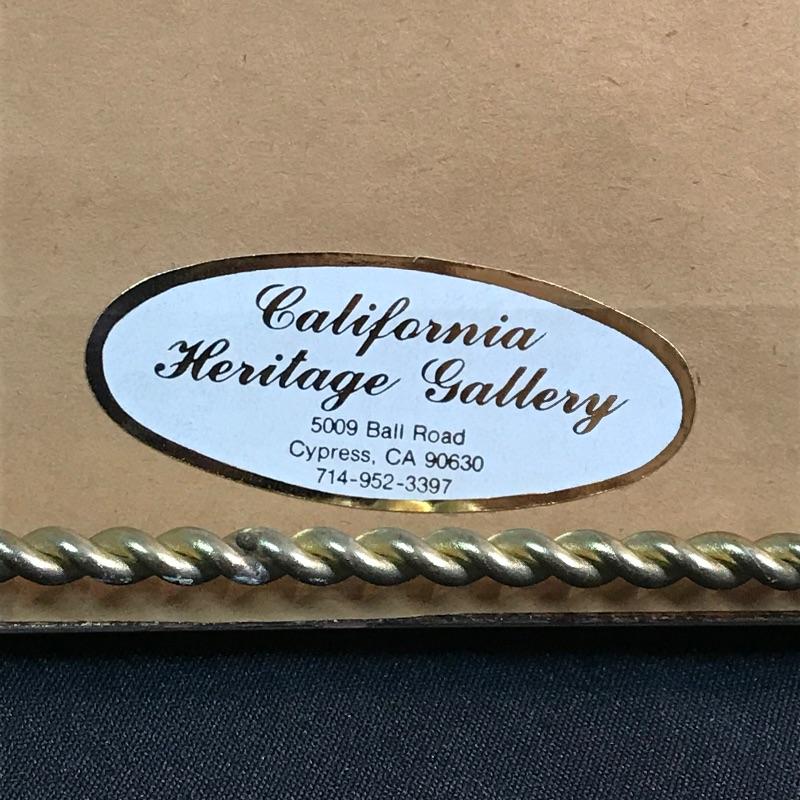 California
Heritage Gallery
5009 Ball Road
Cypress, CA 90630
714-952-3397